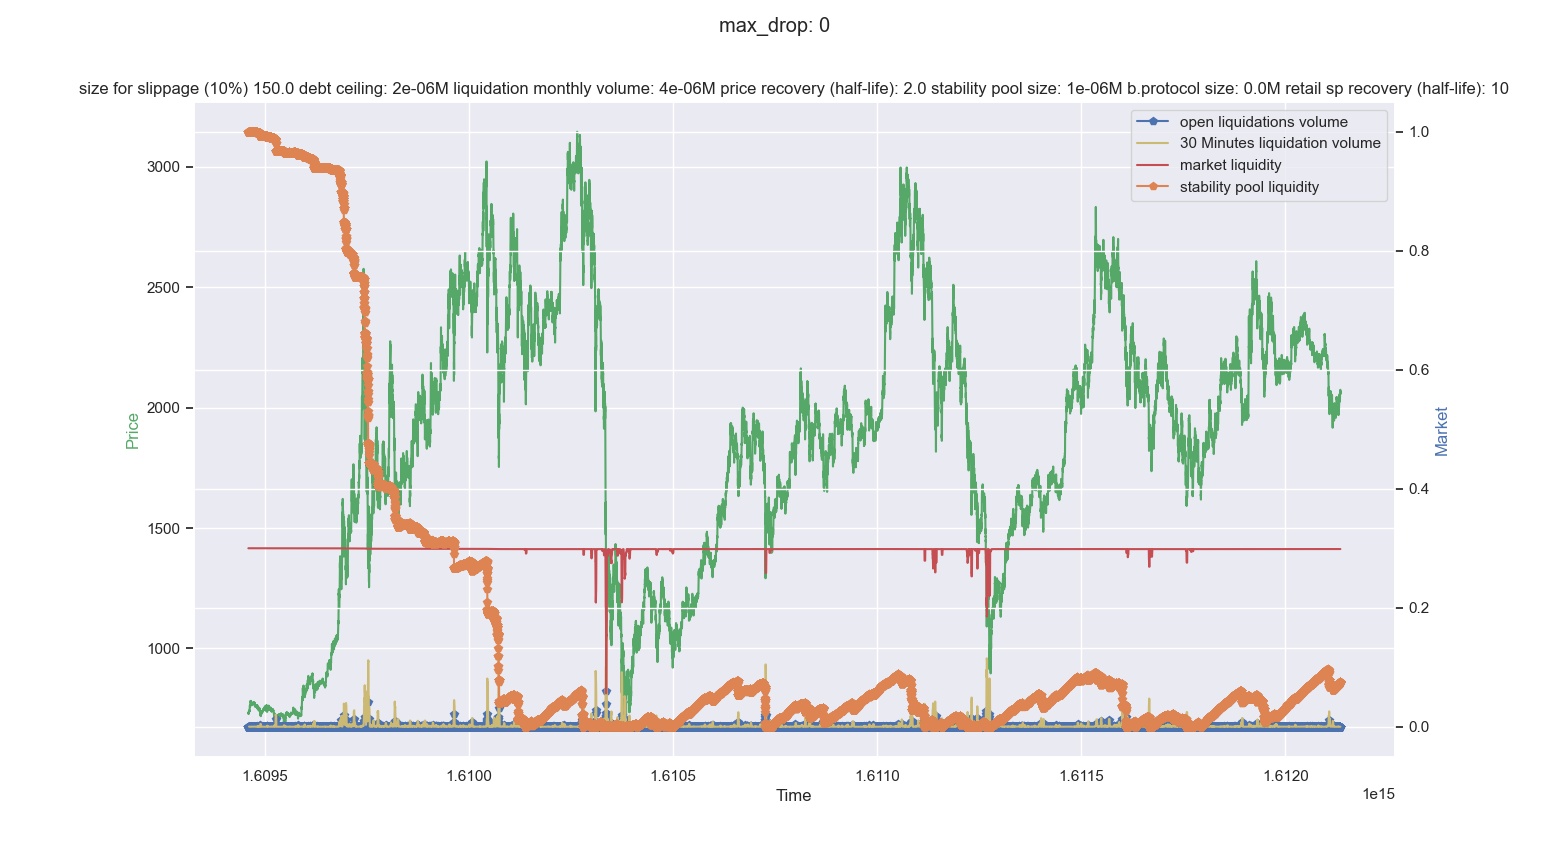 max_drop: 0
size for slippage (10%) 150.0 debt ceiling: 2e-06M liquidation monthly volume: 4e-06M price recovery (half-life): 2.0 stability pool size: 1e-06M b.protocol size: 0.0M retail sp recovery (half-life): 10
open liquidations volume
30 Minutes liquidation volume
market liquidity
stability pool liquidity
3000
2500
2000
1500
1000
Price
1.0
0.8
0.6
0.4
0.2
0.0
Market
1.6095
1.6100
1.6105
1.6110
1.6115
1.6120
Time
1e15